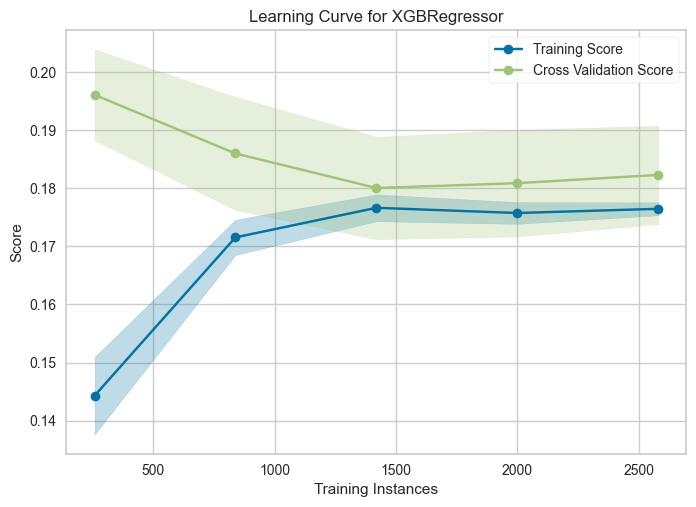 Learning Curve for XGBRegressor
Training Score
Cross Validation Score
0.20
0.19
0.18
0.17
0.16
0.15
0.14
Score
500
1000
1500
2000
2500
Training Instances